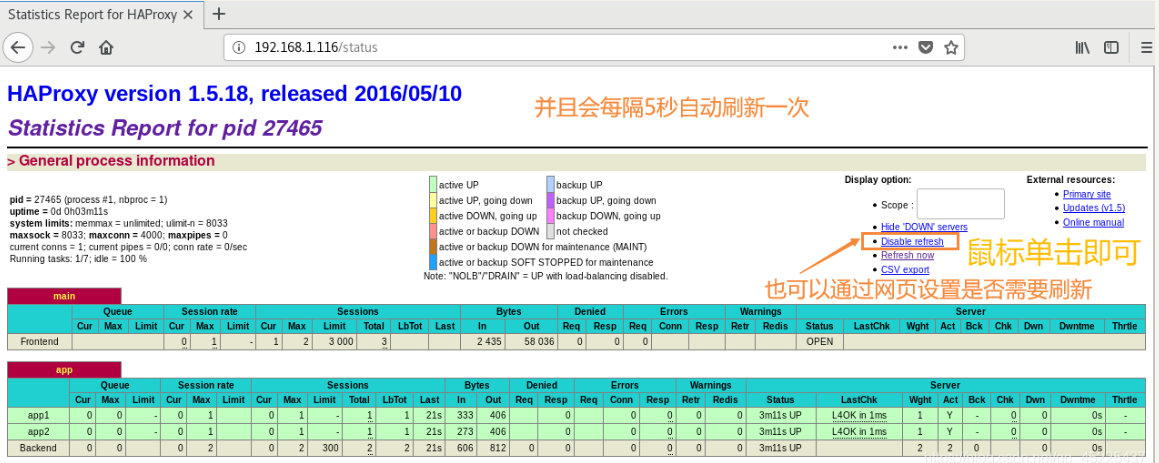 Statistics Report for HAProxy
192.168.1.116/status
HAProxy version 1.5.18, released 2016/05/10
并且会每隔5秒自动刷新一次
Statistics Report for pid 27465
> General process information
pid = 27465 (process #1, nbproc = 1)
uptime = 0d 0h03m11s
system limits: memmax = unlimited; ulimit-n = 8033
maxsock = 8033; maxconn = 4000; maxpipes = 0
current conns = 1; current pipes = 0/0; conn rate = 0/sec
Running tasks: 1/7; idle = 100 %
active UP backup UP
active UP, going down backup UP, going down
active DOWN, going up backup DOWN, going up
active or backup DOWN not checked
active or backup DOWN for maintenance (MAINT)
active or backup SOFT STOPPED for maintenance
Note: "NOLB"/"DRAIN" = UP with load-balancing disabled.
Display option:
Scope :
Hide 'DOWN' servers
Disable refresh
Refresh now
CSV export
External resources:
Primary site
Updates (v1.5)
Online manual
鼠标单击即可
也可以通过网页设置是否需要刷新
main
Queue Session rate Sessions Bytes Denied Errors Warnings Server
Cur Max Limit Cur Max Limit Cur Max Limit Total LbTot Last In Out Req Resp Req Conn Resp Retr Redis Status LastChk Wght Act Bck Chk Dwn Dwntme Thrtle
Frontend 0 1 - 1 2 3 000 3 2 435 58 036 0 0 0 OPEN
app
Queue Session rate Sessions Bytes Denied Errors Warnings Server
Cur Max Limit Cur Max Limit Cur Max Limit Total LbTot Last In Out Req Resp Req Conn Resp Retr Redis Status LastChk Wght Act Bck Chk Dwn Dwntme Thrtle
app1 0 0 - 0 1 0 1 - 1 1 21s 333 406 0 0 0 0 0 3m11s UP L4OK in 1ms 1 Y - 0 0 0s -
app2 0 0 - 0 1 0 1 - 1 1 21s 273 406 0 0 0 0 0 3m11s UP L4OK in 1ms 1 Y - 0 0 0s -
Backend 0 0 0 2 0 2 300 2 2 21s 606 812 0 0 0 0 0 0 3m11s UP 2 2 0 0 0s